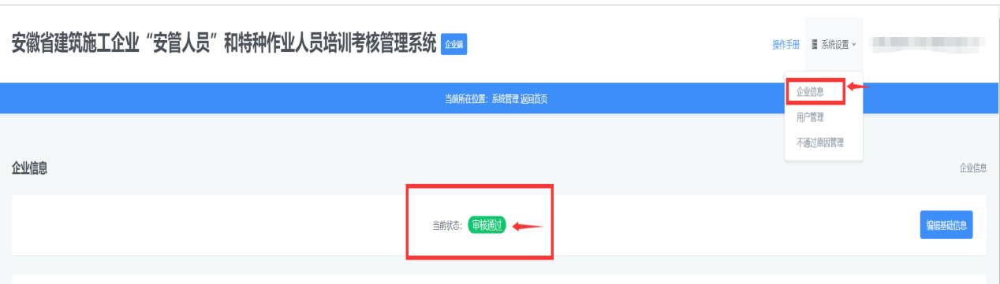 安徽省建筑施工企业“安管人员”和特种作业人员培训考核管理系统 企业端
操作手册 系统设置
企业信息
用户管理
不通过原因管理
当前所在位置：系统管理 返回首页
企业信息
企业信息
当前状态： 审核通过
编辑基础信息